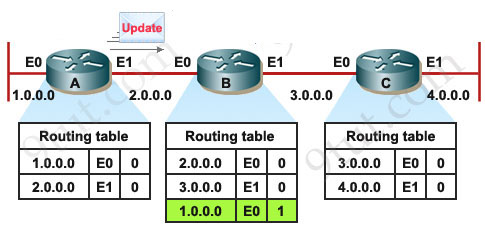 Update
E0 E1 E0 E1 E0 E1
A B C
1.0.0.0 2.0.0.0 3.0.0.0 4.0.0.0
Routing table Routing table Routing table
1.0.0.0 E0 0 2.0.0.0 E0 0 3.0.0.0 E0 0
2.0.0.0 E1 0 3.0.0.0 E1 0 4.0.0.0 E1 0
1.0.0.0 E0 1